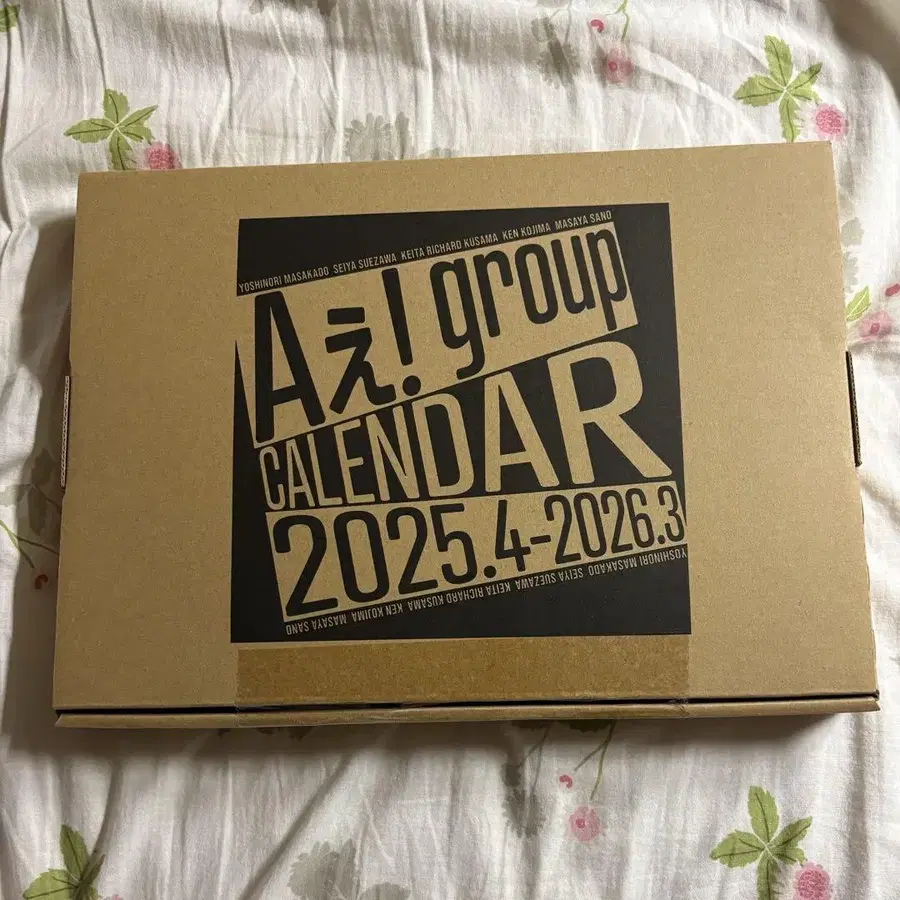 YOSHINORI MASAKADO SEIYA SUEZAWA KEITA RICHARD KUSAMA KEN KOJIMA MASAYA SANO
Aぇ! group
CALENDAR
2025.4-2026.3
YOSHINORI MASAKADO SEIYA SUEZAWA KEITA RICHARD KUSAMA KEN KOJIMA MASAYA SANO